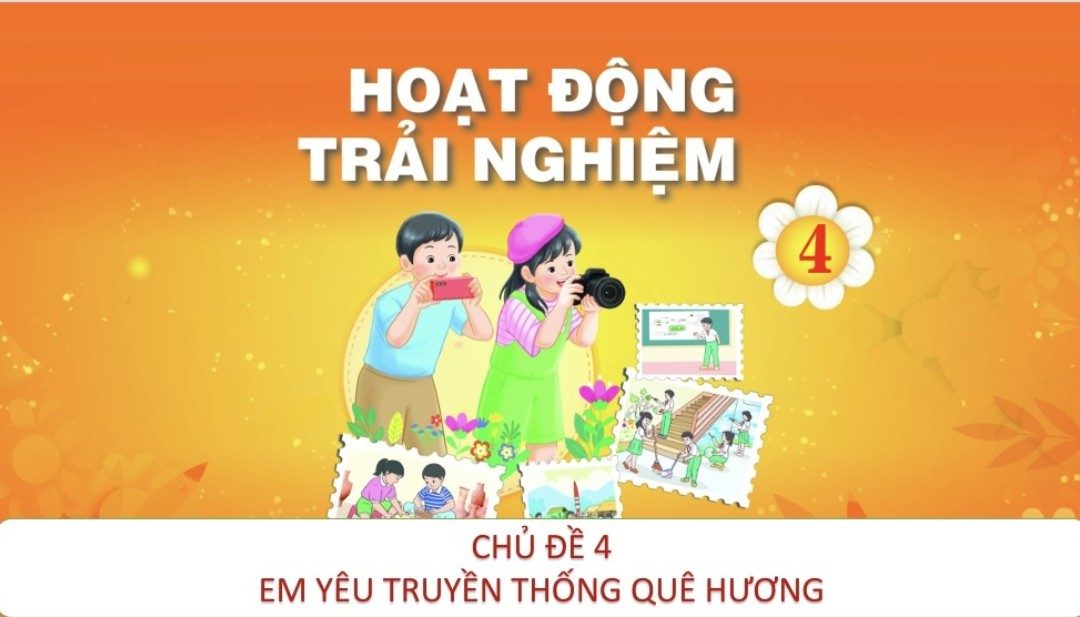 HOẠT ĐỘNG
TRẢI NGHIỆM
4
CHỦ ĐỀ 4
EM YÊU TRUYỀN THỐNG QUÊ HƯƠNG